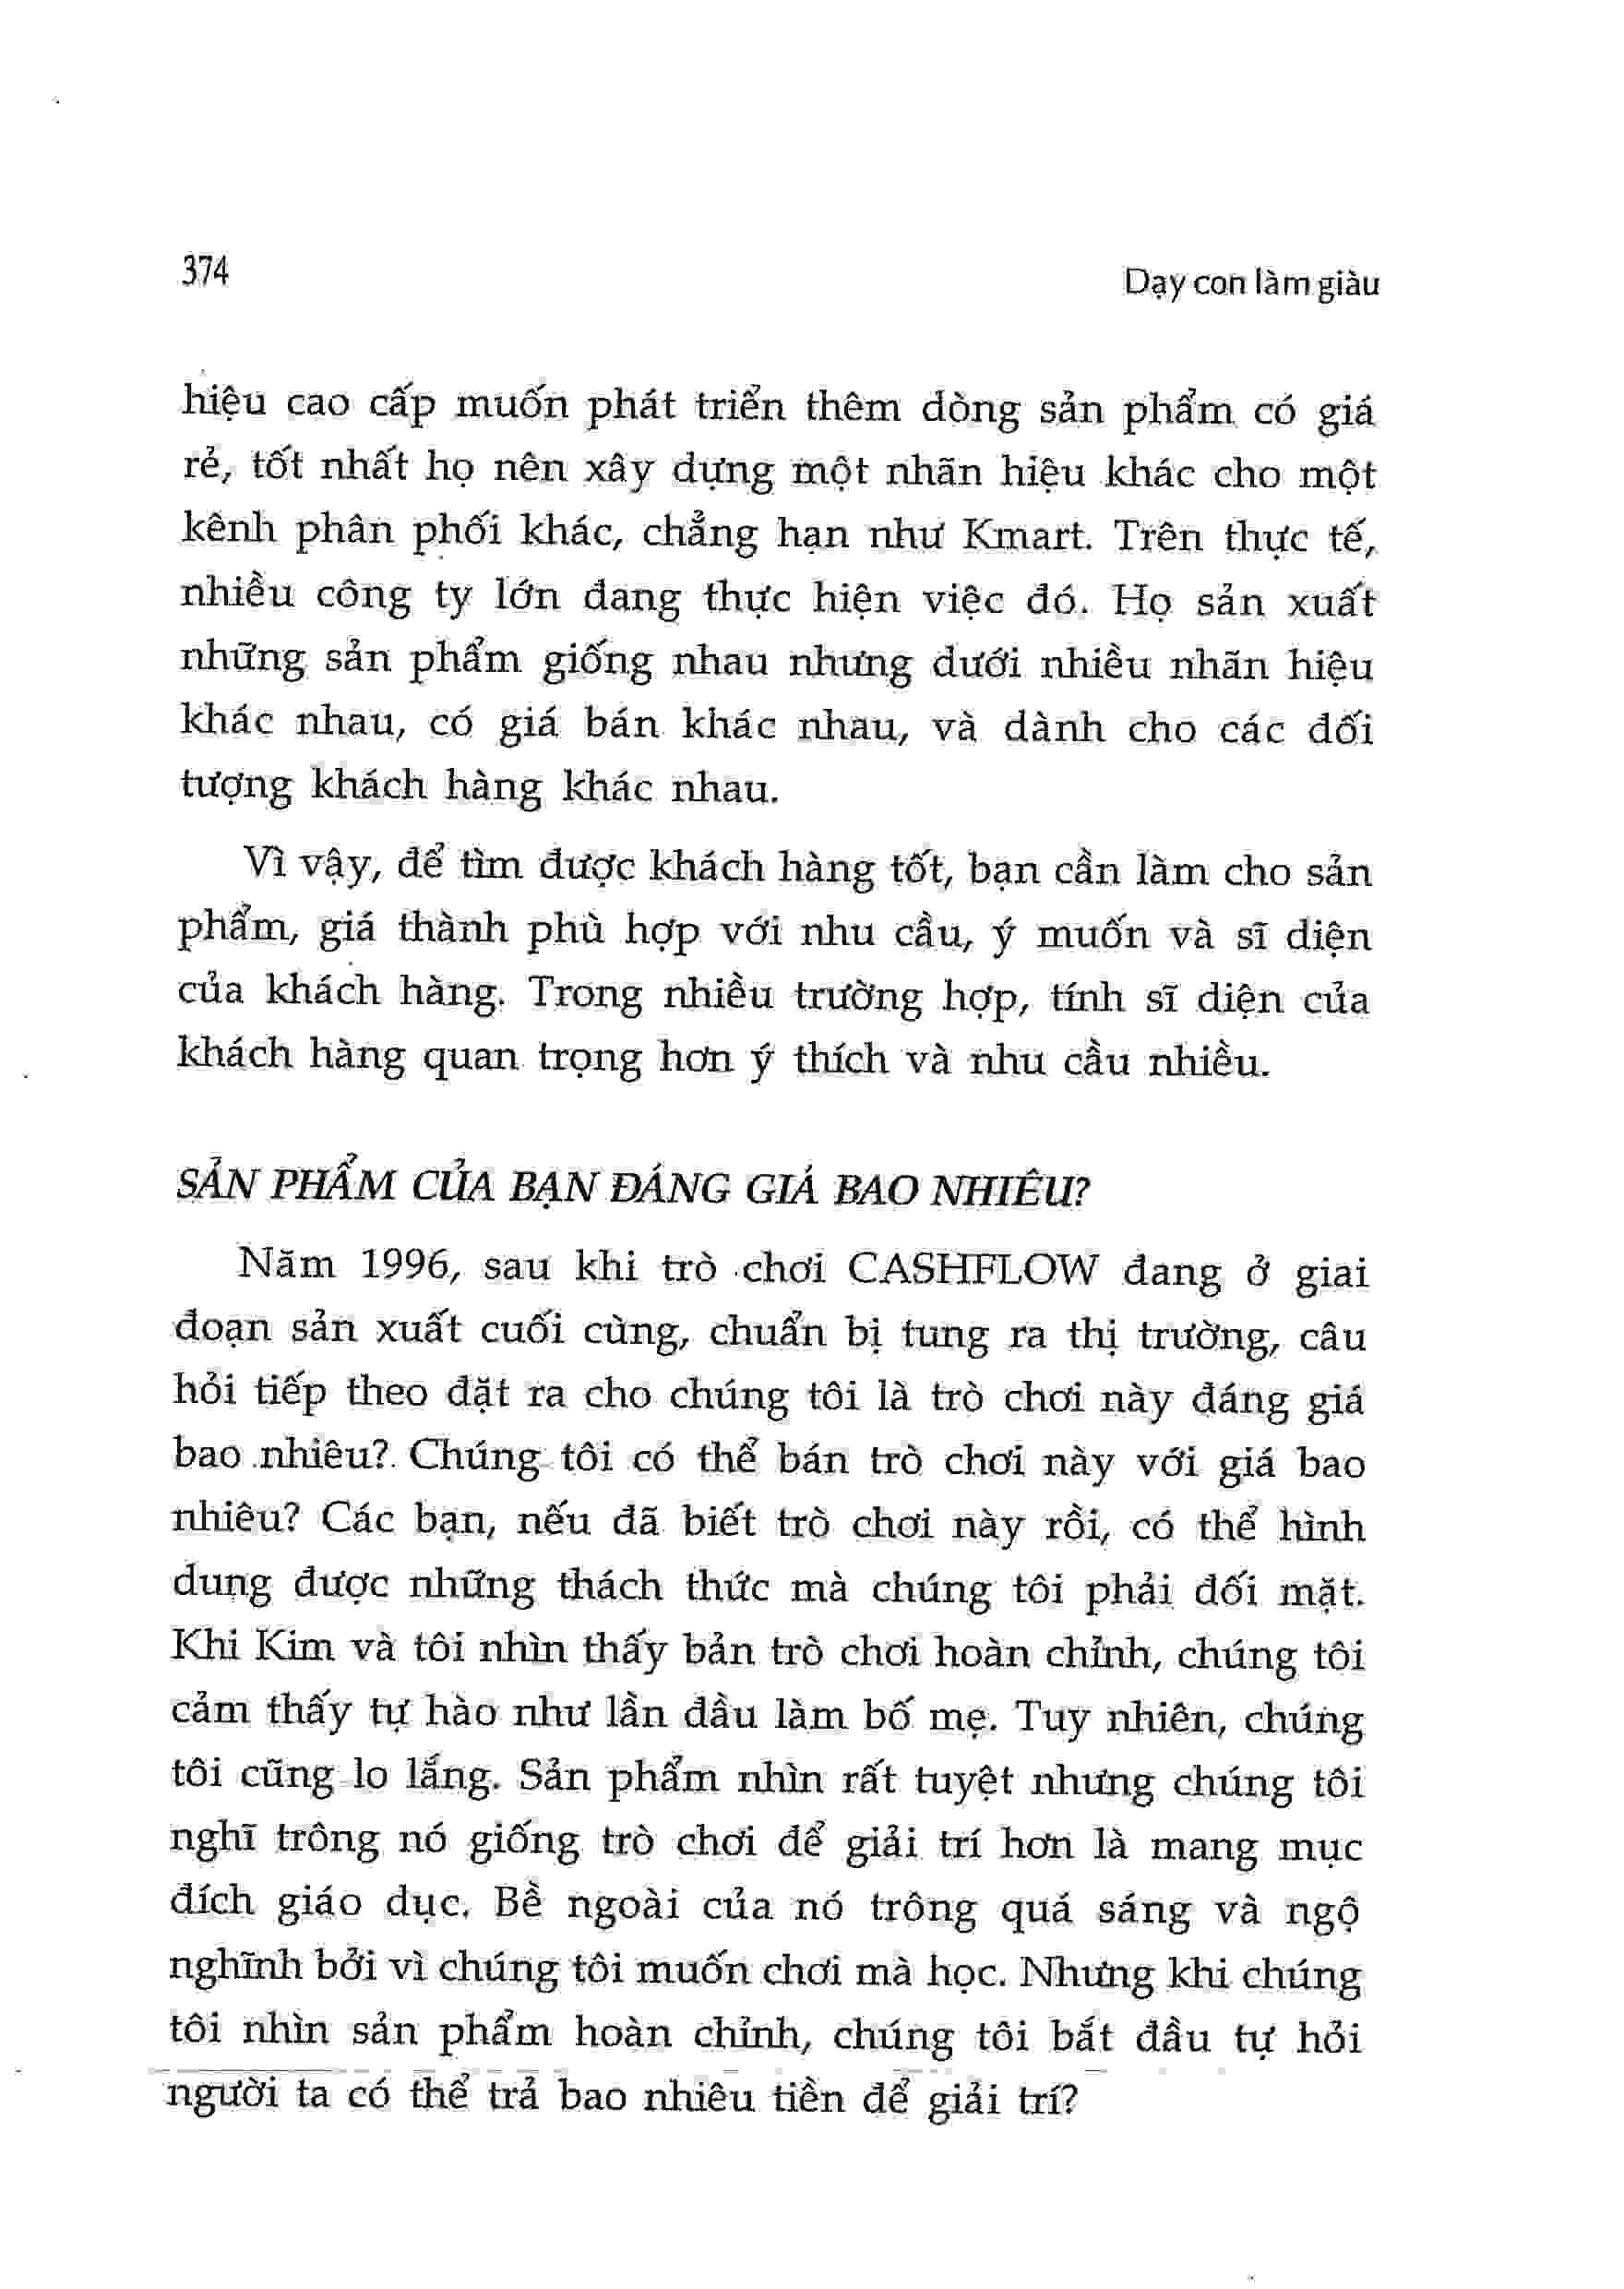 374
Dạy con làm giàu
hiệu cao cấp muốn phát triển thêm dòng sản phẩm có giá
rẻ, tốt nhất họ nên xây dựng một nhãn hiệu khác cho một
kênh phân phối khác, chẳng hạn như Kmart. Trên thực tế,
nhiều công ty lớn đang thực hiện việc đó. Họ sản xuất
những sản phẩm giống nhau nhưng dưới nhiều nhãn hiệu
khác nhau, có giá bán khác nhau, và dành cho các đối
tượng khách hàng khác nhau.
Vì vậy, để tìm được khách hàng tốt, bạn cần làm cho sản
phẩm, giá thành phù hợp với nhu cầu, ý muốn và sĩ diện
của khách hàng. Trong nhiều trường hợp, tính sĩ diện của
khách hàng quan trọng hơn ý thích và nhu cầu nhiều.
SẢN PHẨM CỦA BẠN ĐÁNG GIÁ BAO NHIÊU?
Năm 1996, sau khi trò chơi CASHFLOW đang ở giai
đoạn sản xuất cuối cùng, chuẩn bị tung ra thị trường, câu
hỏi tiếp theo đặt ra cho chúng tôi là trò chơi này đáng giá
bao nhiêu? Chúng tôi có thể bán trò chơi này với giá bao
nhiêu? Các bạn, nếu đã biết trò chơi này rồi, có thể hình
dung được những thách thức mà chúng tôi phải đối mặt.
Khi Kim và tôi nhìn thấy bản trò chơi hoàn chỉnh, chúng tôi
cảm thấy tự hào như lần đầu làm bố mẹ. Tuy nhiên, chúng
tôi cũng lo lắng. Sản phẩm nhìn rất tuyệt nhưng chúng tôi
nghĩ trông nó giống trò chơi để giải trí hơn là mang mục
đích giáo dục. Bề ngoài của nó trông quá sáng và ngộ
nghĩnh bởi vì chúng tôi muốn chơi mà học. Nhưng khi chúng
tôi nhìn sản phẩm hoàn chỉnh, chúng tôi bắt đầu tự hỏi
người ta có thể trả bao nhiêu tiền để giải trí?